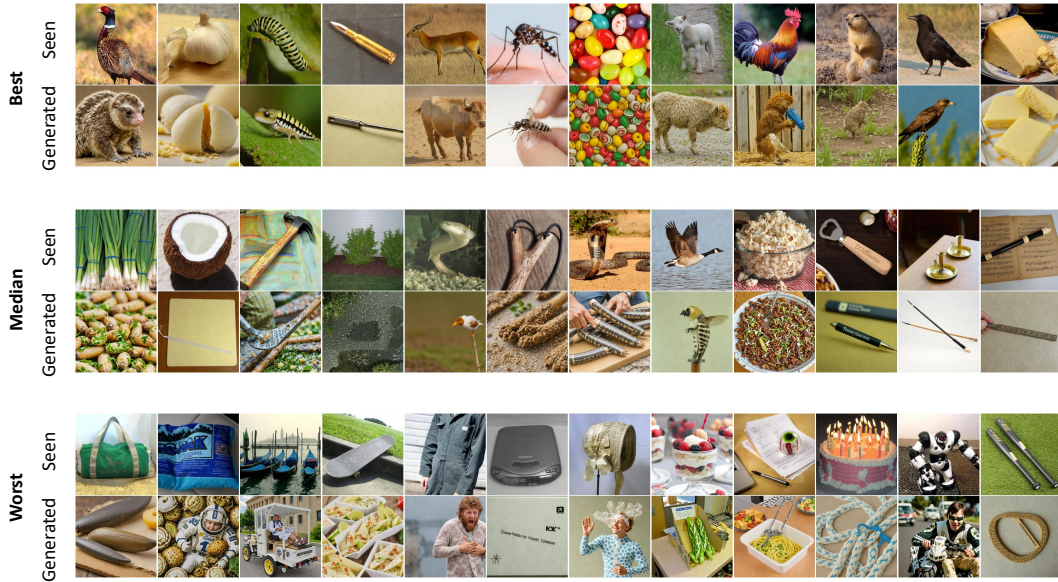 Best
Seen
Generated
Median
Seen
Generated
Worst
Seen
Generated